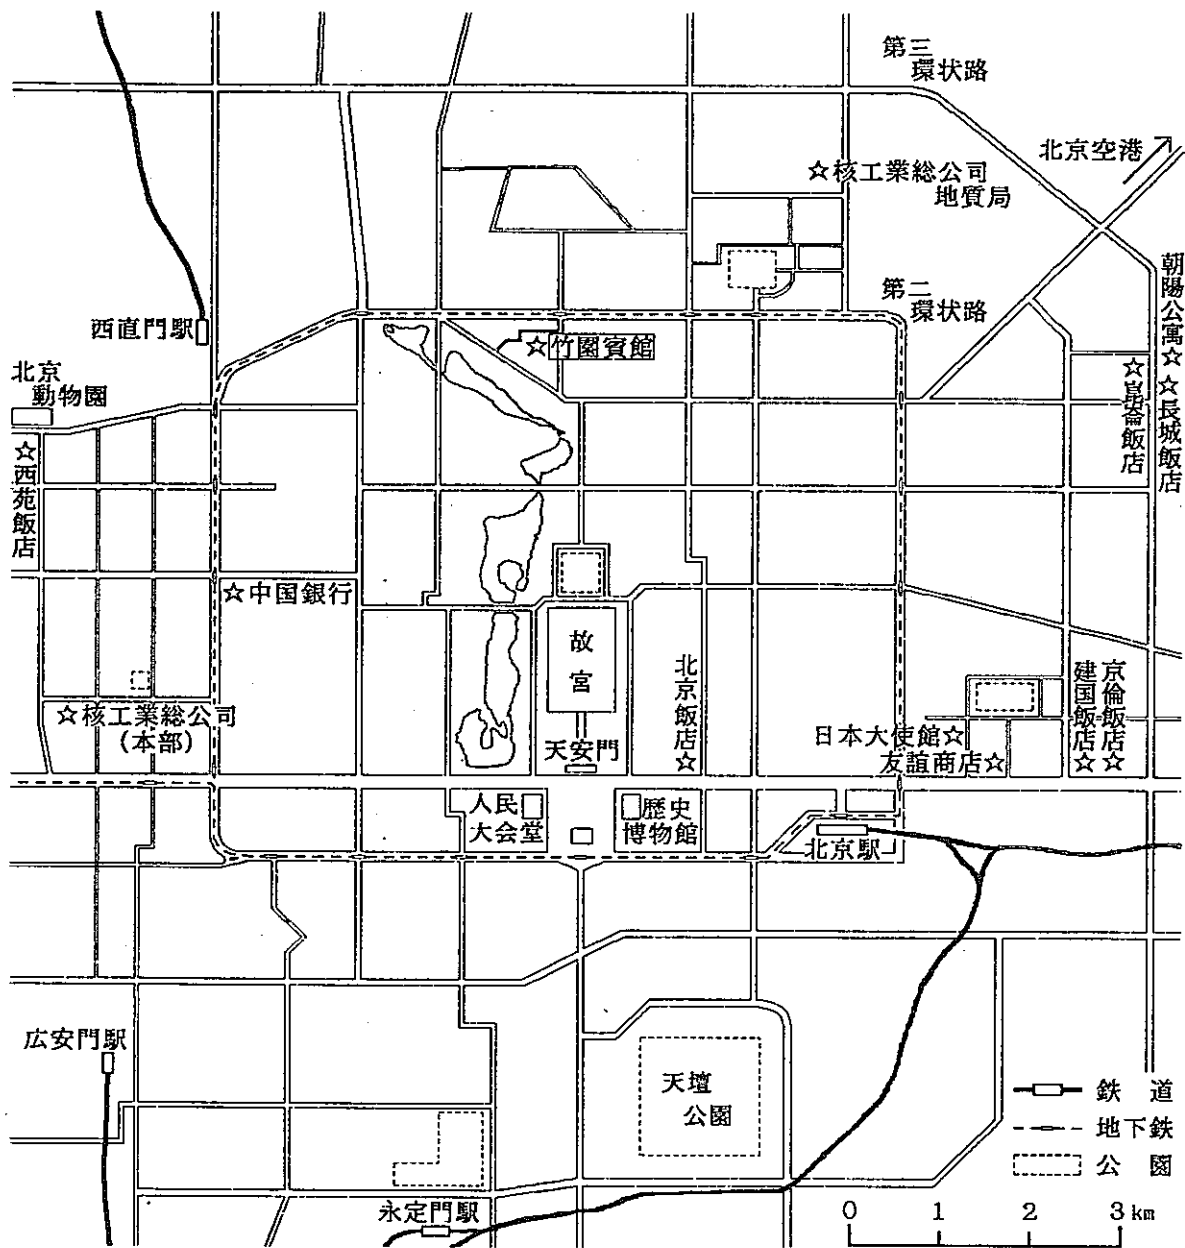 第三
環状路
北京空港
☆核工業総公司
地質局
第二
環状路
朝陽公寓☆
☆長城飯店
☆崑崙飯店
西直門駅
☆竹園賓館
北京
動物園
☆西苑飯店
☆中国銀行
故
宮
北京飯店☆
建国飯店☆
京倫飯店☆
☆核工業総公司
(本部)
天安門
日本大使館☆
友誼商店☆
人民
大会堂
歴史
博物館
北京駅
広安門駅
天壇
公園
永定門駅
鉄 道
地下鉄
公 園
0 1 2 3km